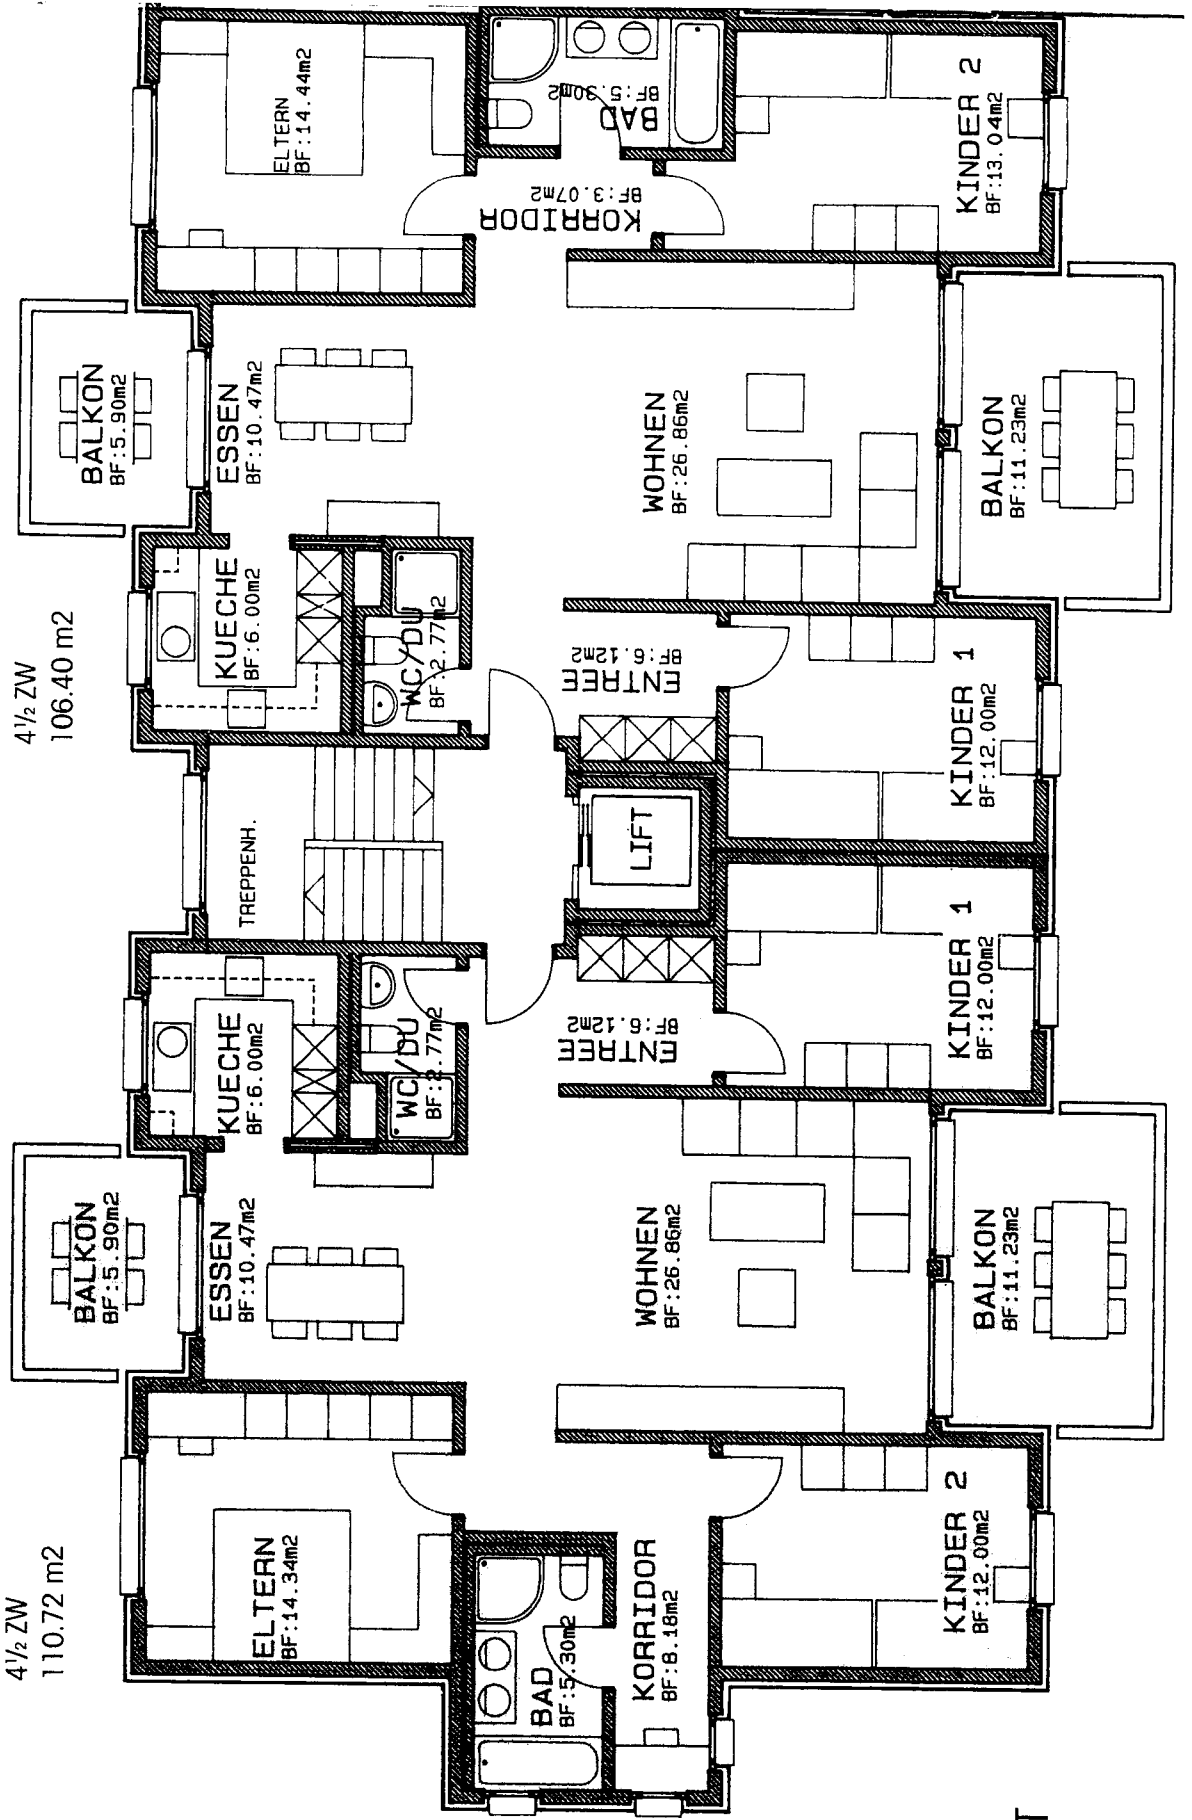 4½ ZW
110.72 m2
4½ ZW
106.40 m2
BALKON
BF:5.90m2
BALKON
BF:5.90m2
ELTERN
BF:14.34m2
ESSEN
BF:10.47m2
KUECHE
BF:6.00m2
TREPPENH.
KUECHE
BF:6.00m2
ESSEN
BF:10.47m2
ELTERN
BF:14.44m2
WC/DU
BF:2.77m2
WC/DU
BF:2.77m2
BAD
BF:5.30m2
KORRIDOR
BF:8.18m2
WOHNEN
BF:26.86m2
ENTREE
BF:6.12m2
LIFT
ENTREE
BF:6.12m2
WOHNEN
BF:26.86m2
KORRIDOR
BF:3.07m2
BAD
BF:5.30m2
KINDER 2
BF:12.00m2
BALKON
BF:11.23m2
KINDER 1
BF:12.00m2
KINDER 1
BF:12.00m2
BALKON
BF:11.23m2
KINDER 2
BF:13.04m2